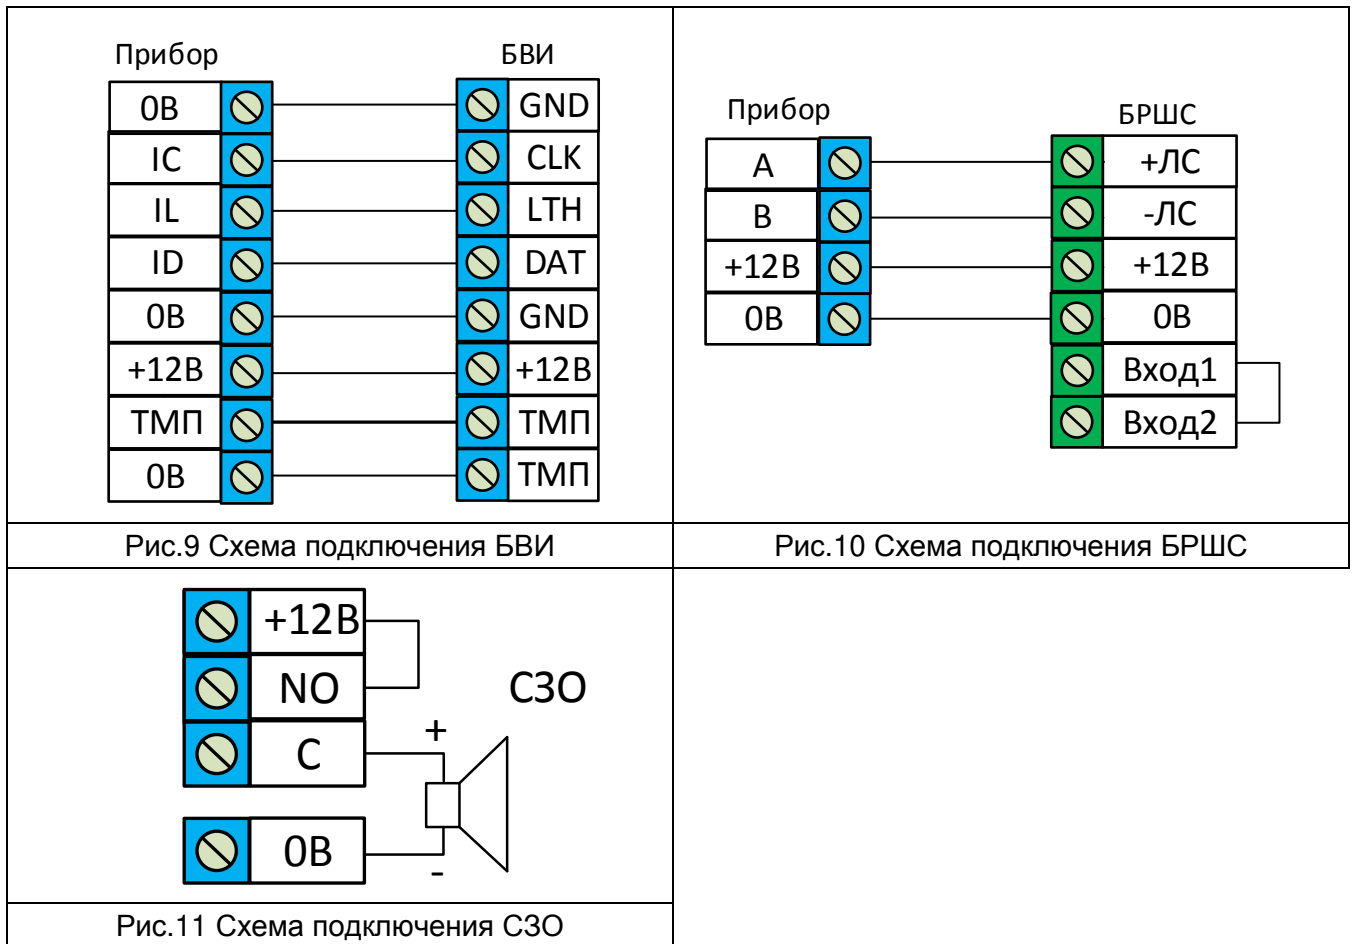 Прибор БВИ
0В GND
IC CLK
IL LTH
ID DAT
0В GND
+12В +12В
ТМП ТМП
0В ТМП
Рис.9 Схема подключения БВИ
Прибор БРШС
А +ЛС
В -ЛС
+12В +12В
0В 0В
Вход1
Вход2
Рис.10 Схема подключения БРШС
+12В
NO СЗО
С +
0В -
Рис.11 Схема подключения СЗО